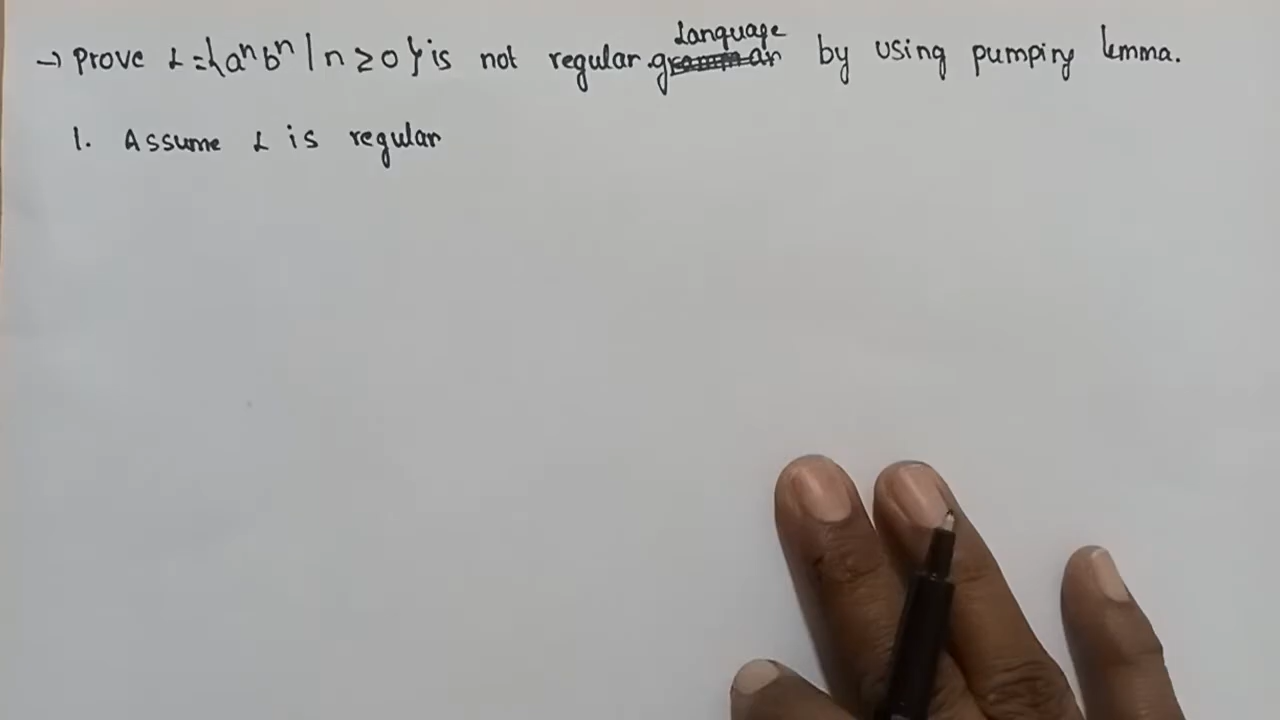 → Prove L = {aⁿbⁿ | n ≥ 0} is not regular Language by using pumping lemma.
1. Assume L is regular